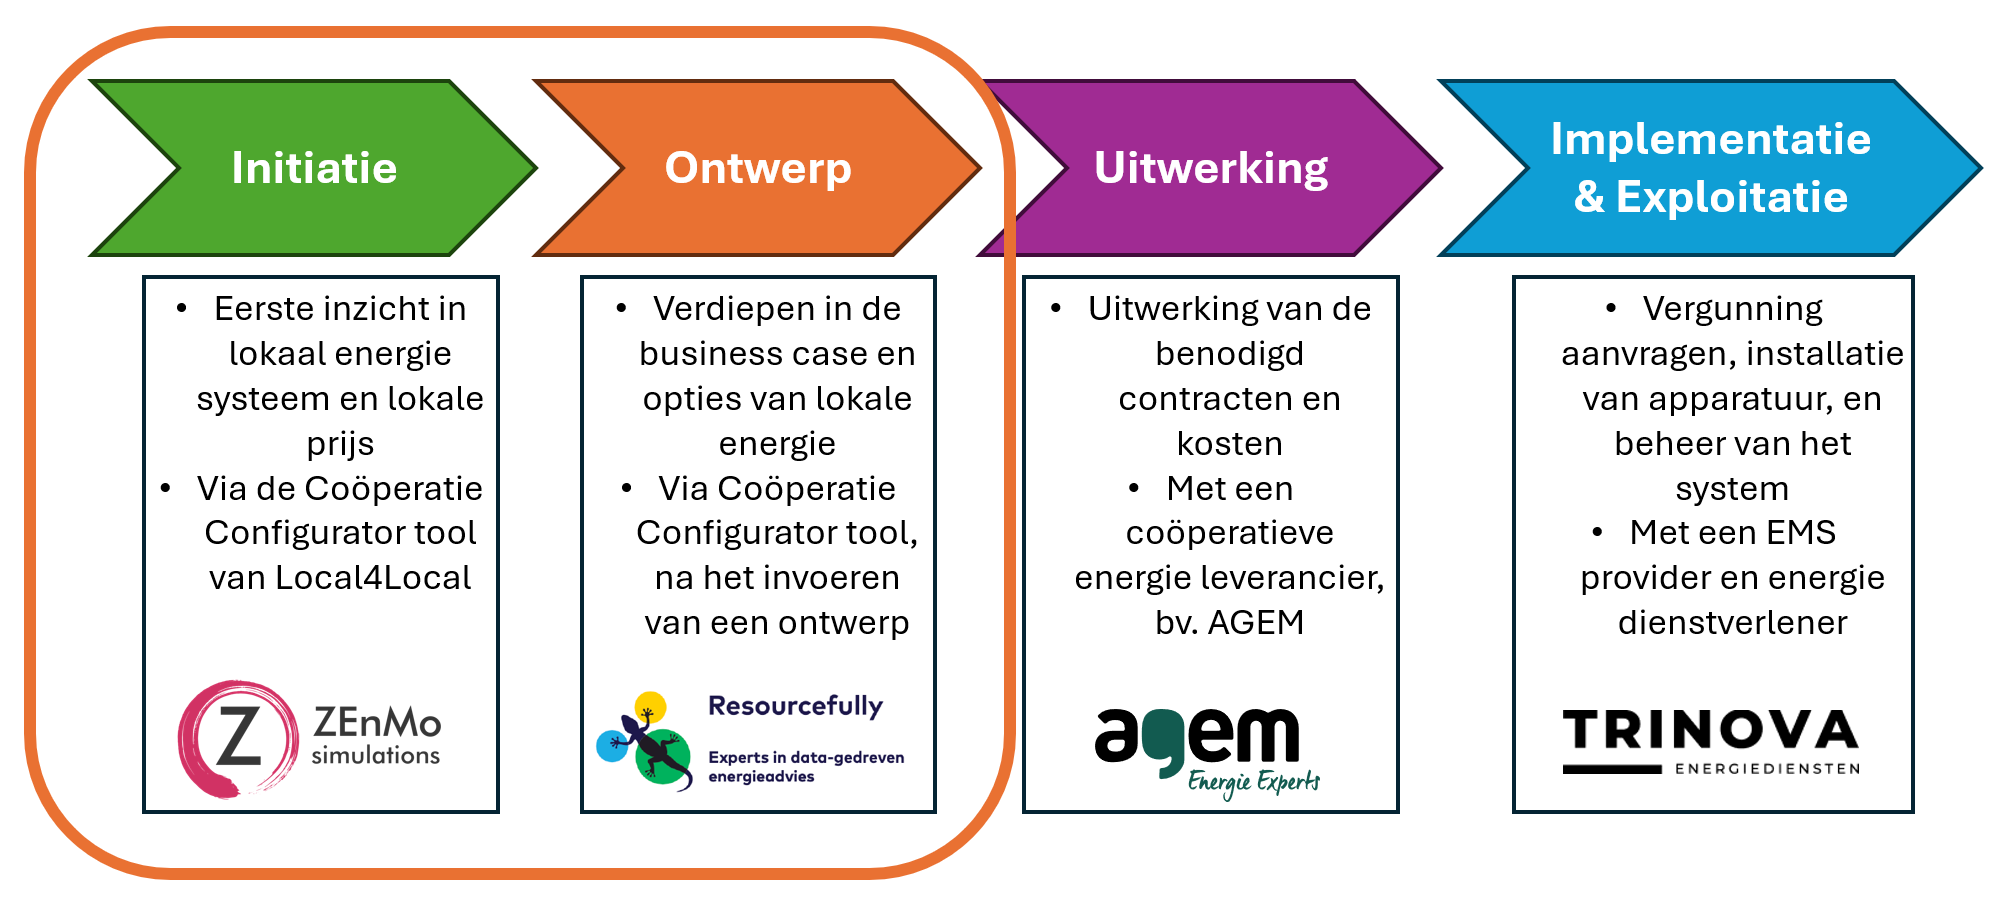 Initiatie
Ontwerp
Uitwerking
Implementatie
& Exploitatie
• Eerste inzicht in
lokaal energie
systeem en lokale
prijs
• Via de Coöperatie
Configurator tool
van Local4Local
ZEnMo
simulations
• Verdiepen in de
business case en
opties van lokale
energie
• Via Coöperatie
Configurator tool,
na het invoeren
van een ontwerp
Resourcefully
Experts in data-gedreven
energieadvies
• Uitwerking van de
benodigd
contracten en
kosten
• Met een
coöperatieve
energie leverancier,
bv. AGEM
agem
Energie Experts
• Vergunning
aanvragen, installatie
van apparatuur, en
beheer van het
system
• Met een EMS
provider en energie
dienstverlener
TRINOVA
ENERGIEDIENSTEN